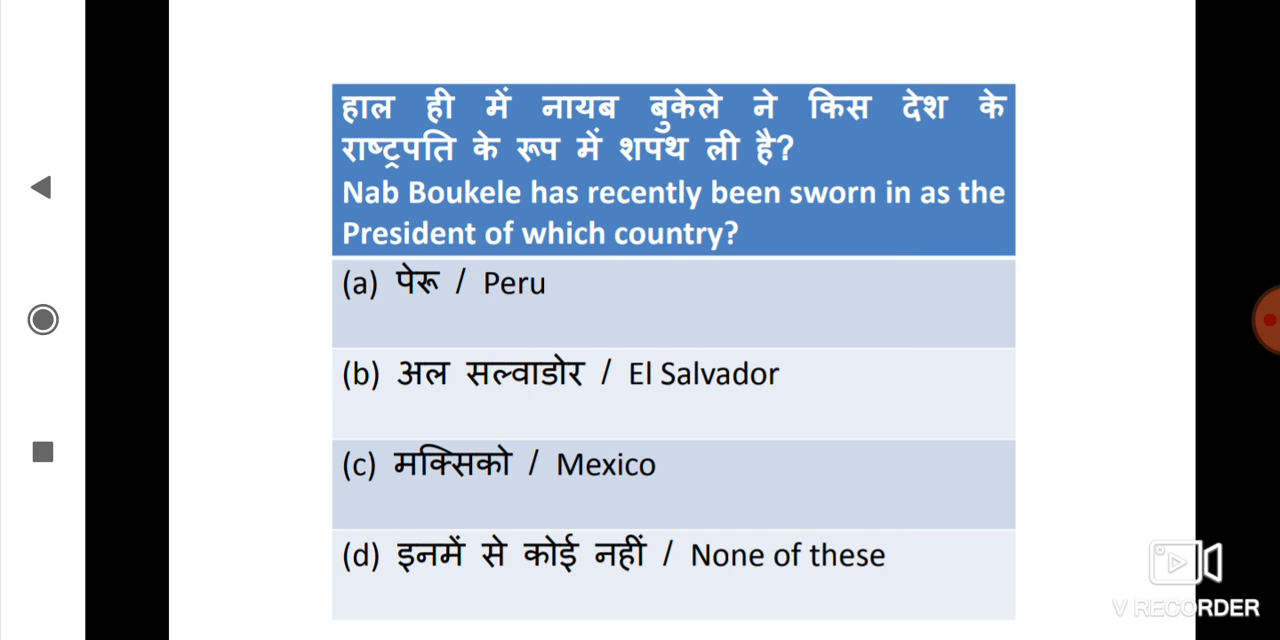 हाल ही में नायब बुकेले ने किस देश के
राष्ट्रपति के रूप में शपथ ली है?
Nab Boukele has recently been sworn in as the
President of which country?
(a) पेरू / Peru
(b) अल सल्वाडोर / El Salvador
(c) मक्सिको / Mexico
(d) इनमें से कोई नहीं / None of these
V RECORDER